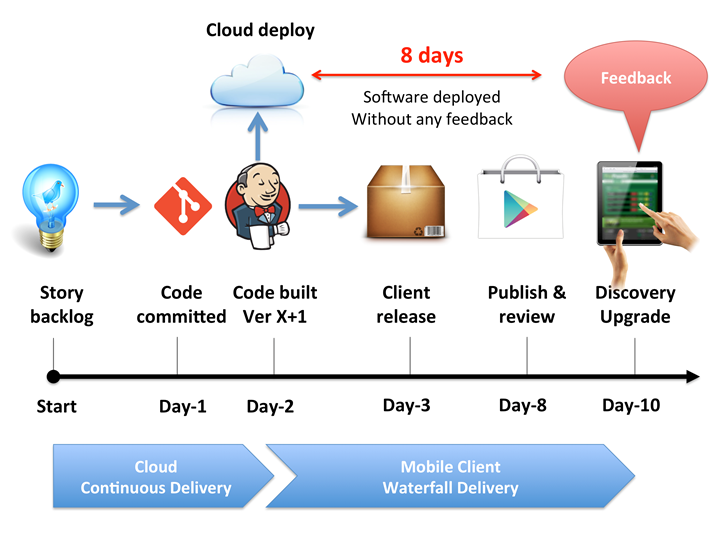 Cloud deploy
8 days
Feedback
Software deployed
Without any feedback
Story
backlog
Code
committed
Code built
Ver X+1
Client
release
Publish &
review
Discovery
Upgrade
Start
Day-1
Day-2
Day-3
Day-8
Day-10
Cloud
Continuous Delivery
Mobile Client
Waterfall Delivery